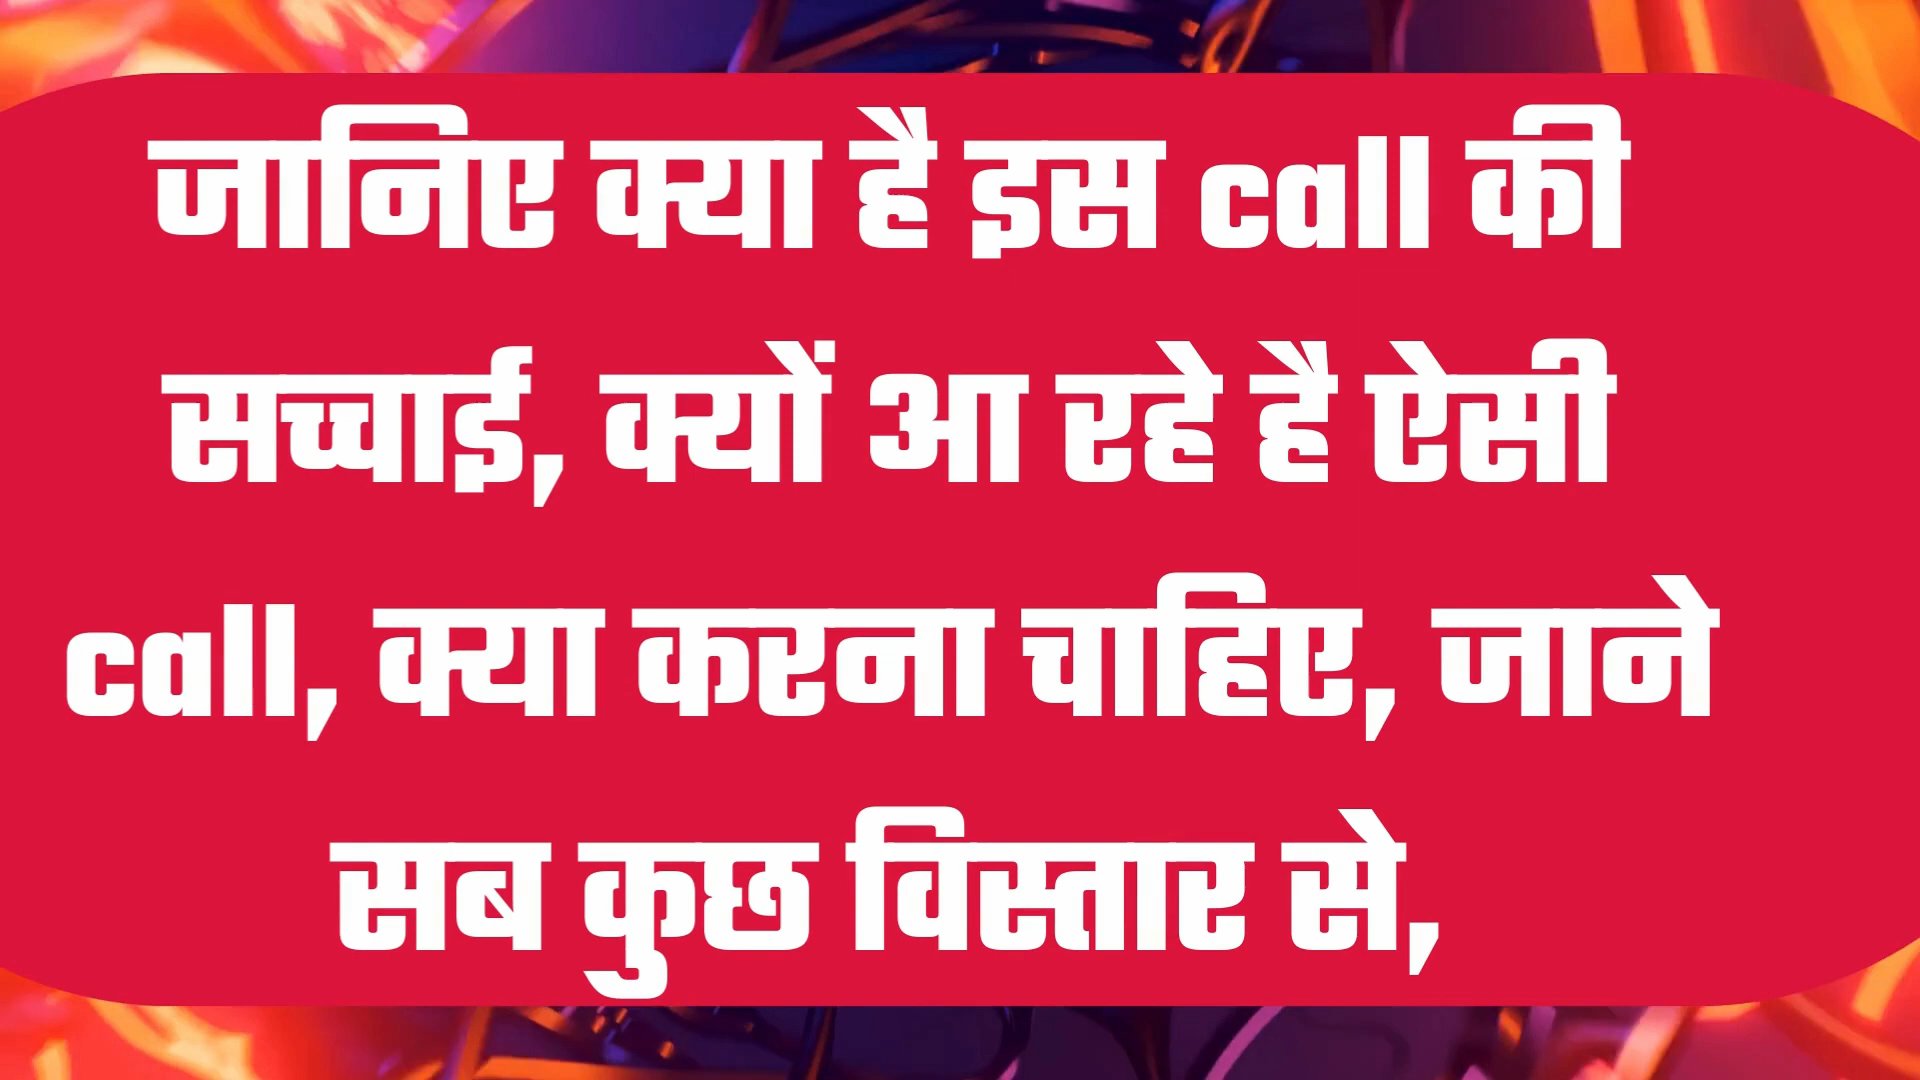 जानिए क्या है इस call की
सच्चाई, क्यों आ रहे है ऐसी
call, क्या करना चाहिए, जाने
सब कुछ विस्तार से,